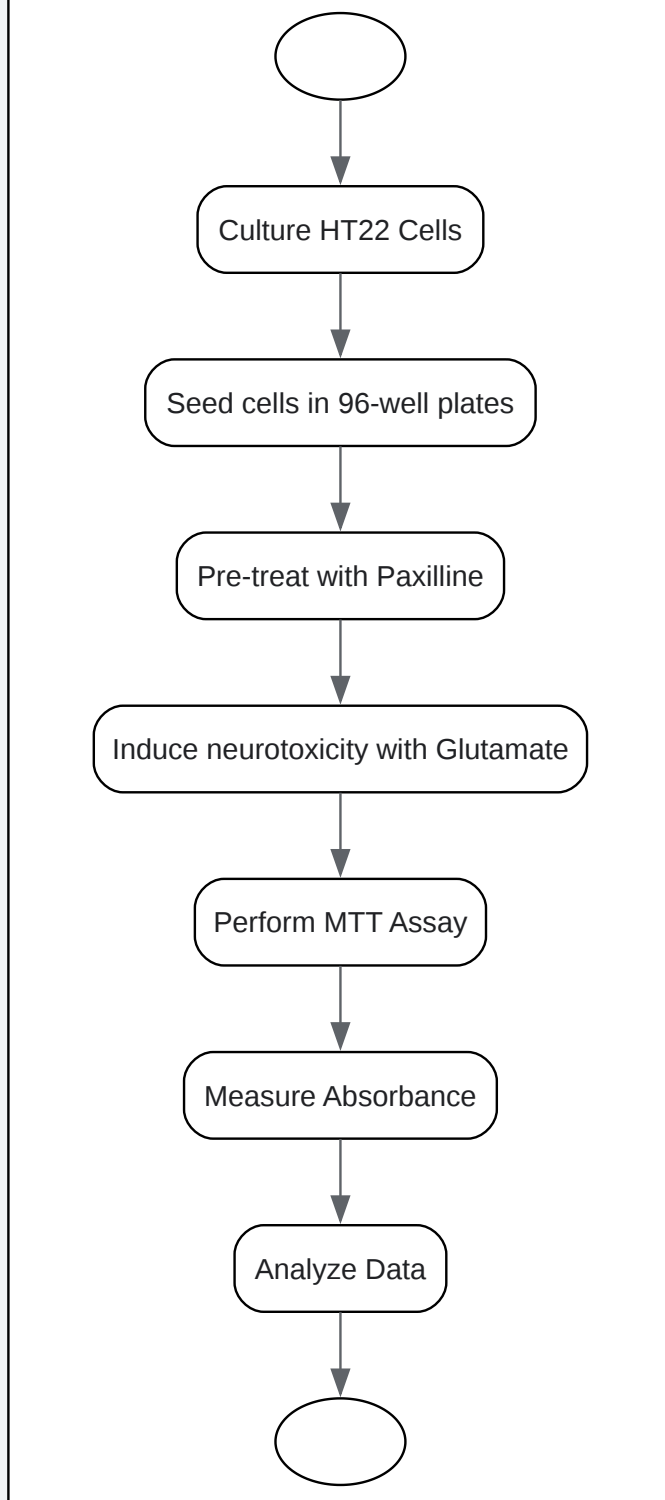 Culture HT22 Cells
Seed cells in 96-well plates
Pre-treat with Paxilline
Induce neurotoxicity with Glutamate
Perform MTT Assay
Measure Absorbance
Analyze Data